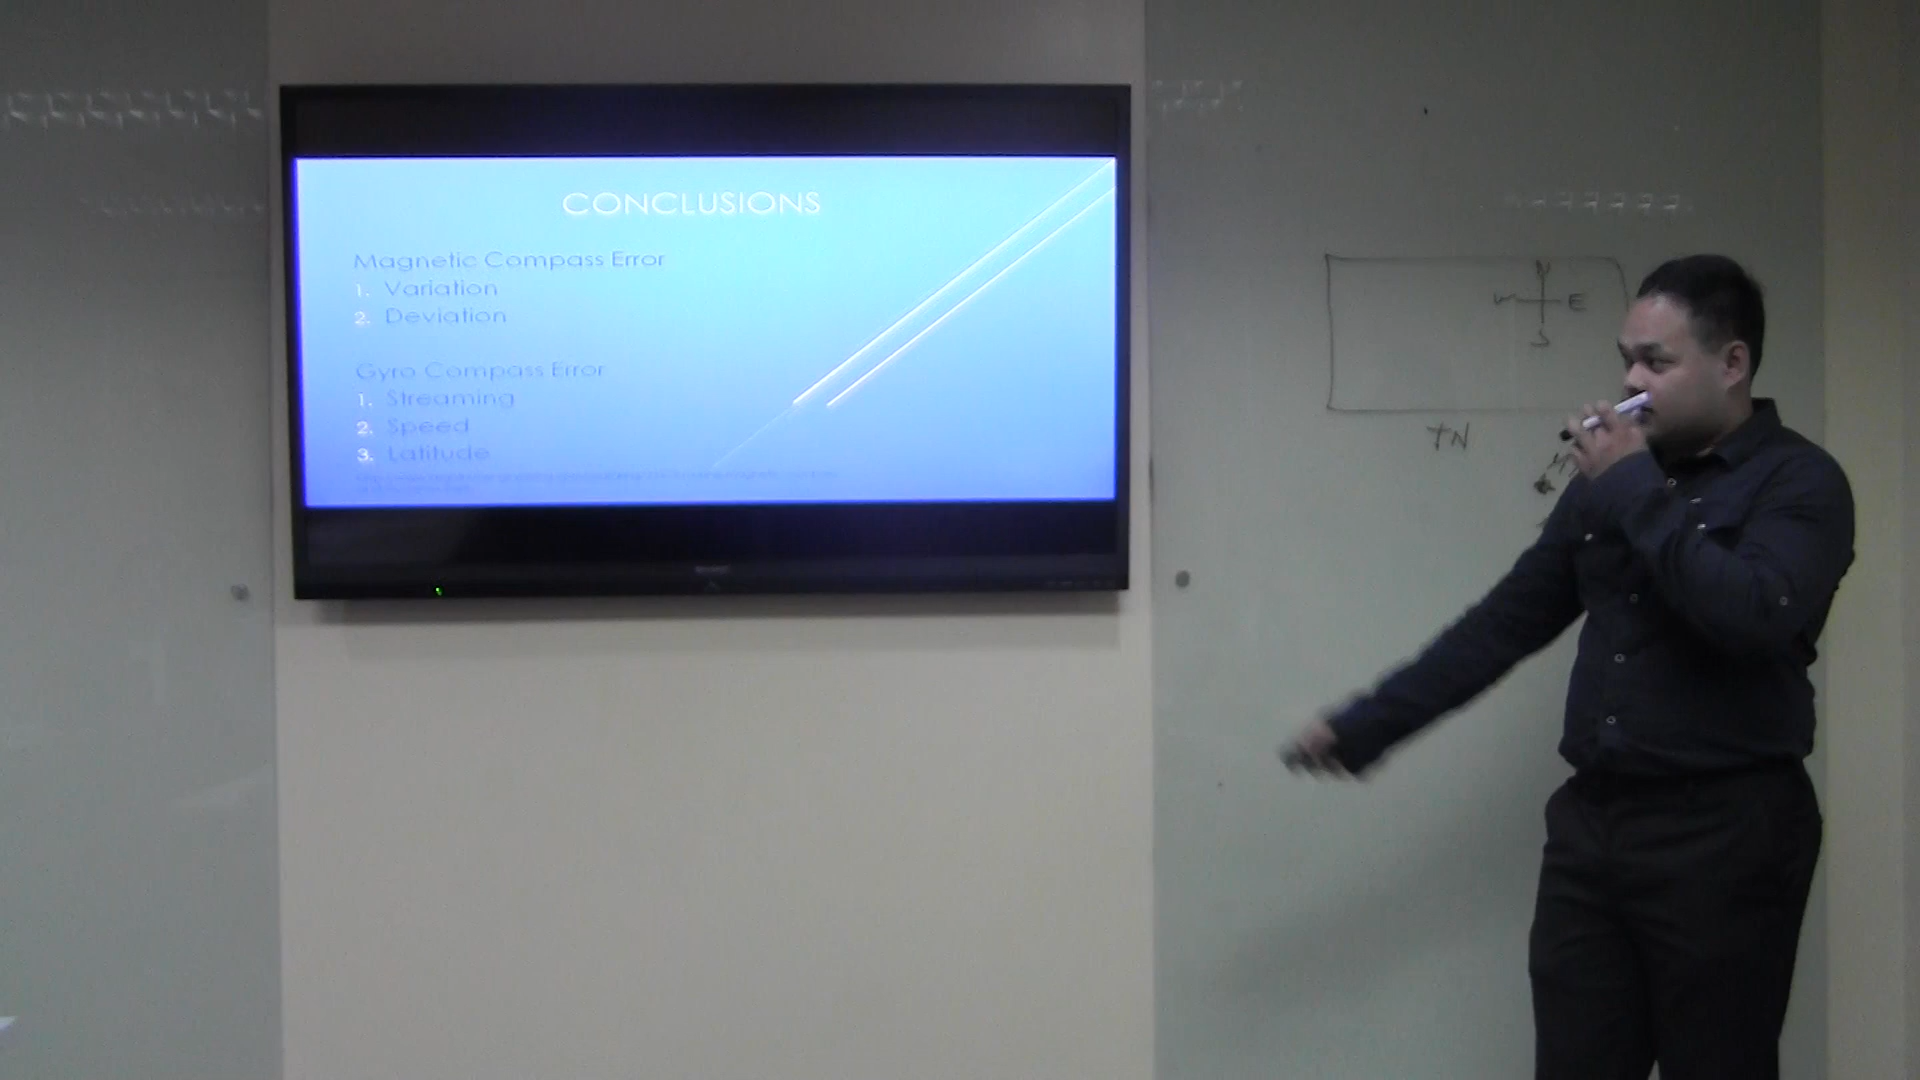 CONCLUSIONS
Magnetic Compass Error
1. Variation
2. Deviation
Gyro Compass Error
1. Streaming
2. Speed
3. Latitude
N
W E
S
TN